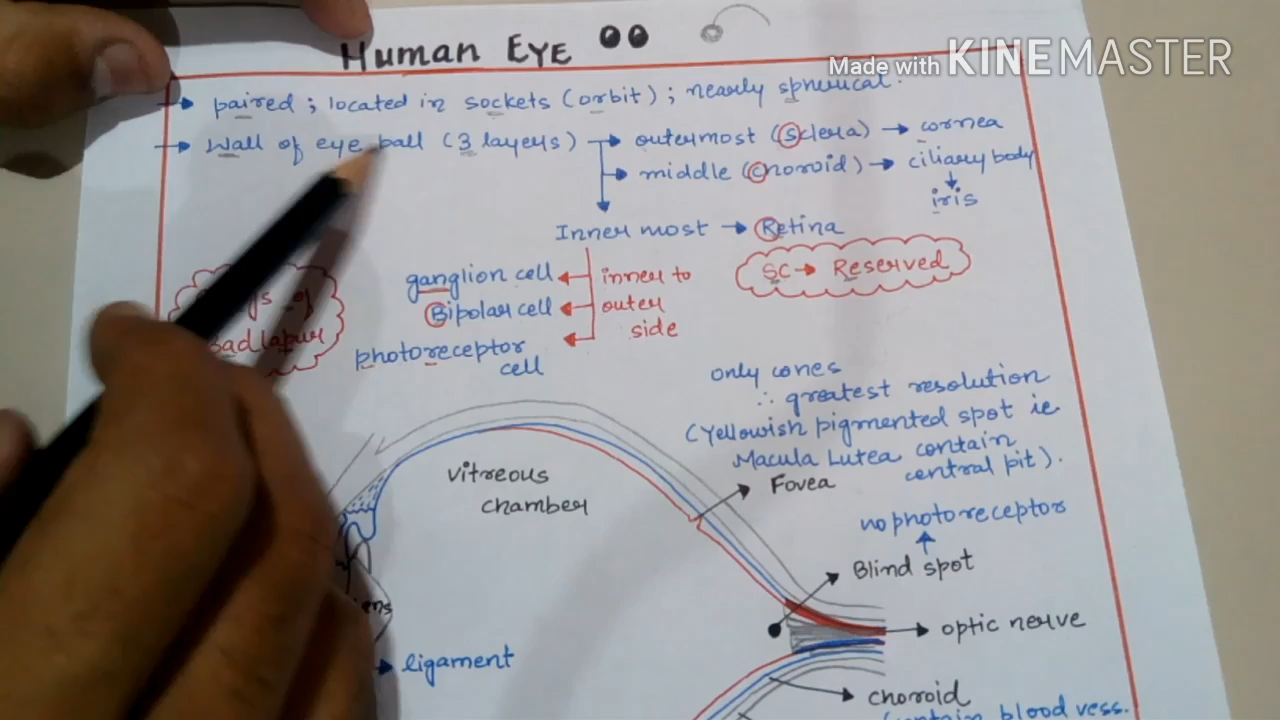 Human EYE
Made with KINEMASTER
→ paired ; located in sockets (orbit) ; nearly spherical.
→ Wall of eye ball (3 layers) → outermost (Sclera) → cornea
→ middle (choroid) → ciliary body
↓
iris
Inner most → Retina
SC → Reserved
ganglion cell ← inner to
Bipolar cell ← outer
side
photoreceptor
cell
of
Badlapur
only cones
∴ greatest resolution
(Yellowish pigmented spot ie
Macula Lutea contain
central pit).
vitreous
chamber
Fovea
no photoreceptor
↑
Blind spot
optic nerve
ligament
choroid
blood vess.